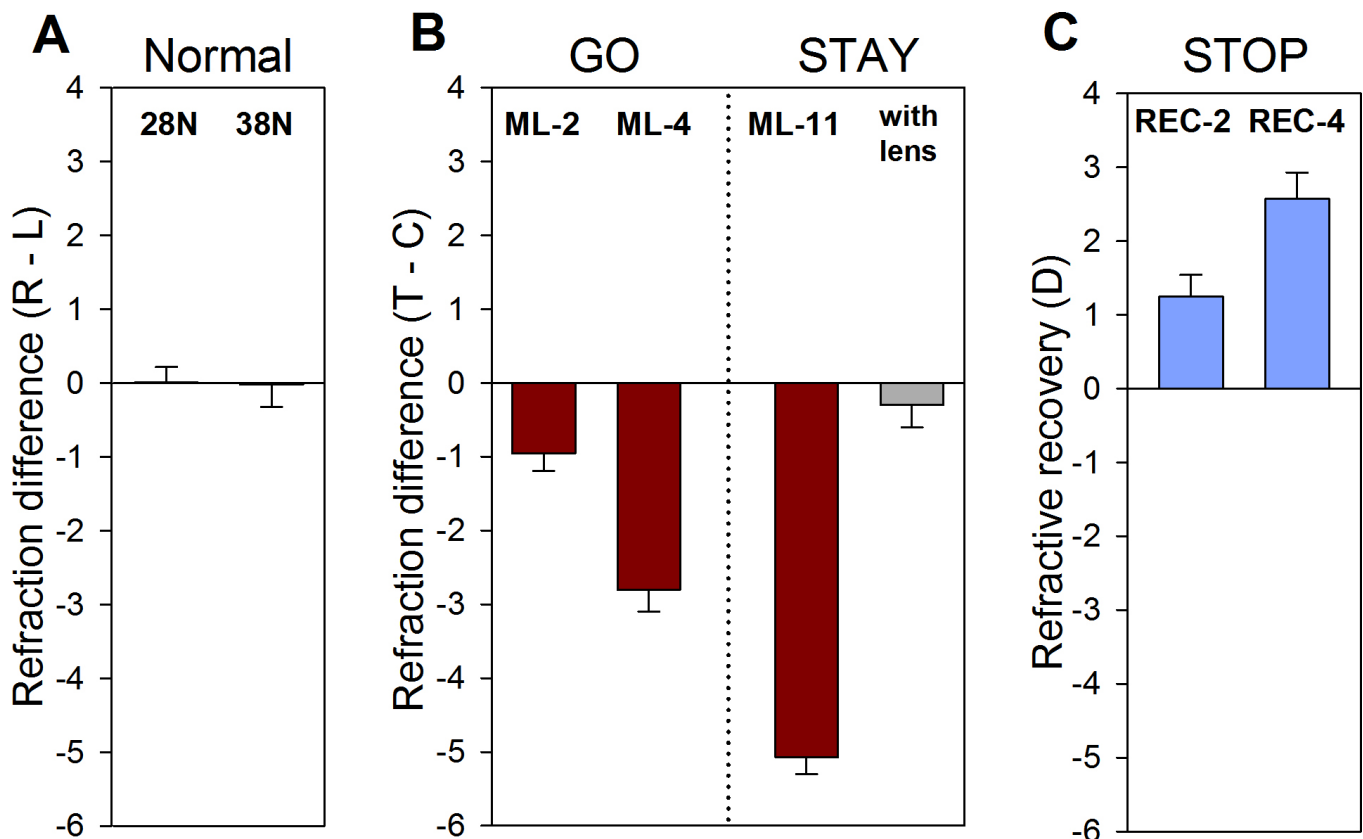 A
Normal
28N 38N
Refraction difference (R - L)
4
3
2
1
0
-1
-2
-3
-4
-5
-6
B
GO STAY
ML-2 ML-4 ML-11 with
lens
Refraction difference (T - C)
4
3
2
1
0
-1
-2
-3
-4
-5
-6
C
STOP
REC-2 REC-4
Refractive recovery (D)
4
3
2
1
0
-1
-2
-3
-4
-5
-6